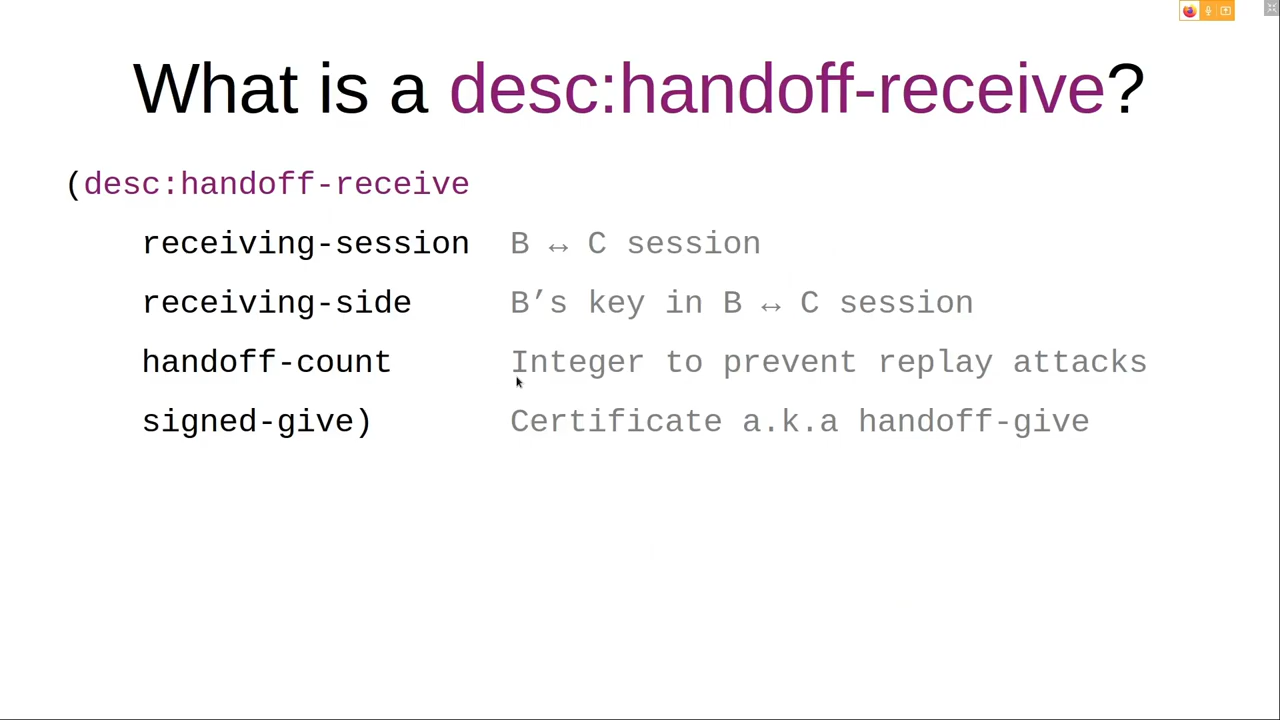 What is a desc:handoff-receive?
(desc:handoff-receive
receiving-session B ↔ C session
receiving-side B’s key in B ↔ C session
handoff-count Integer to prevent replay attacks
signed-give) Certificate a.k.a handoff-give